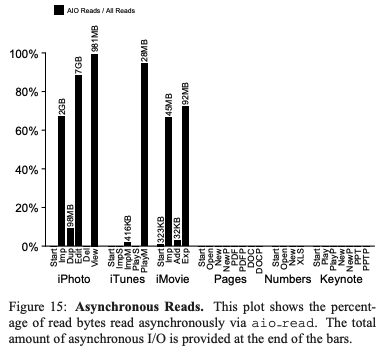 AIO Reads / All Reads
100%
80%
60%
40%
20%
0%
2GB
98MB
7GB
981MB
416KB
28MB
323KB
45MB
32KB
92MB
Start Imp Dup Edit Del View
ImpS ImpM PlayS PlayM
Start Imp Add Exp
Start Open New NewP PDF PDFP DOC DOCP
Start Open New XLS
Start Play PlayP New NewP PPT PPTP
iPhoto iTunes iMovie Pages Numbers Keynote
Figure 15: Asynchronous Reads. This plot shows the percent-
age of read bytes read asynchronously via aio_read. The total
amount of asynchronous I/O is provided at the end of the bars.